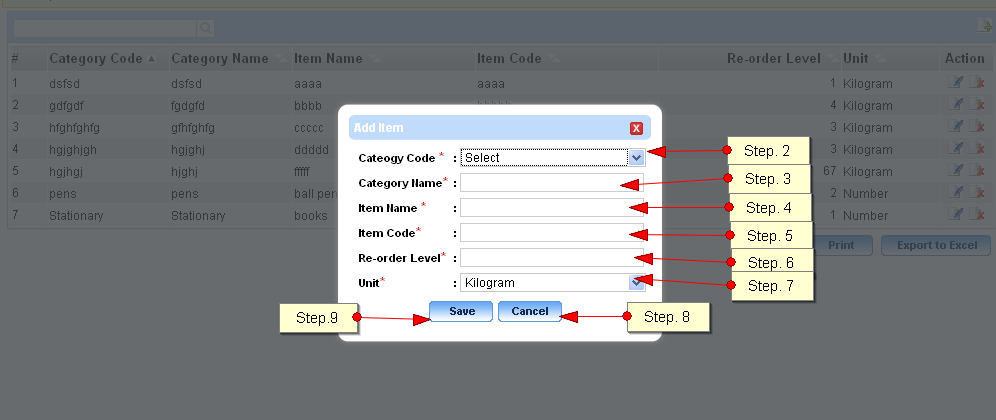 # Category Code Category Name Item Name Item Code Re-order Level Unit Action
1 dsfsd dsfsd aaaa aaaa 1 Kilogram
2 gdfgdf fgdgfd bbbb 4 Kilogram
3 hfghfghfg gfhfghfg ccccc 3 Kilogram
4 hgjghjgh hgjghj ddddd 3 Kilogram
5 hgjhgj hjghj fffff 67 Kilogram
6 pens pens ball pen 2 Number
7 Stationary Stationary books 1 Number
Print Export to Excel
Add Item X
Cateogy Code * : Select
Step. 2
Category Name* :
Step. 3
Item Name * :
Step. 4
Item Code* :
Step. 5
Re-order Level* :
Step. 6
Unit* : Kilogram
Step. 7
Save Cancel
Step.9
Step. 8